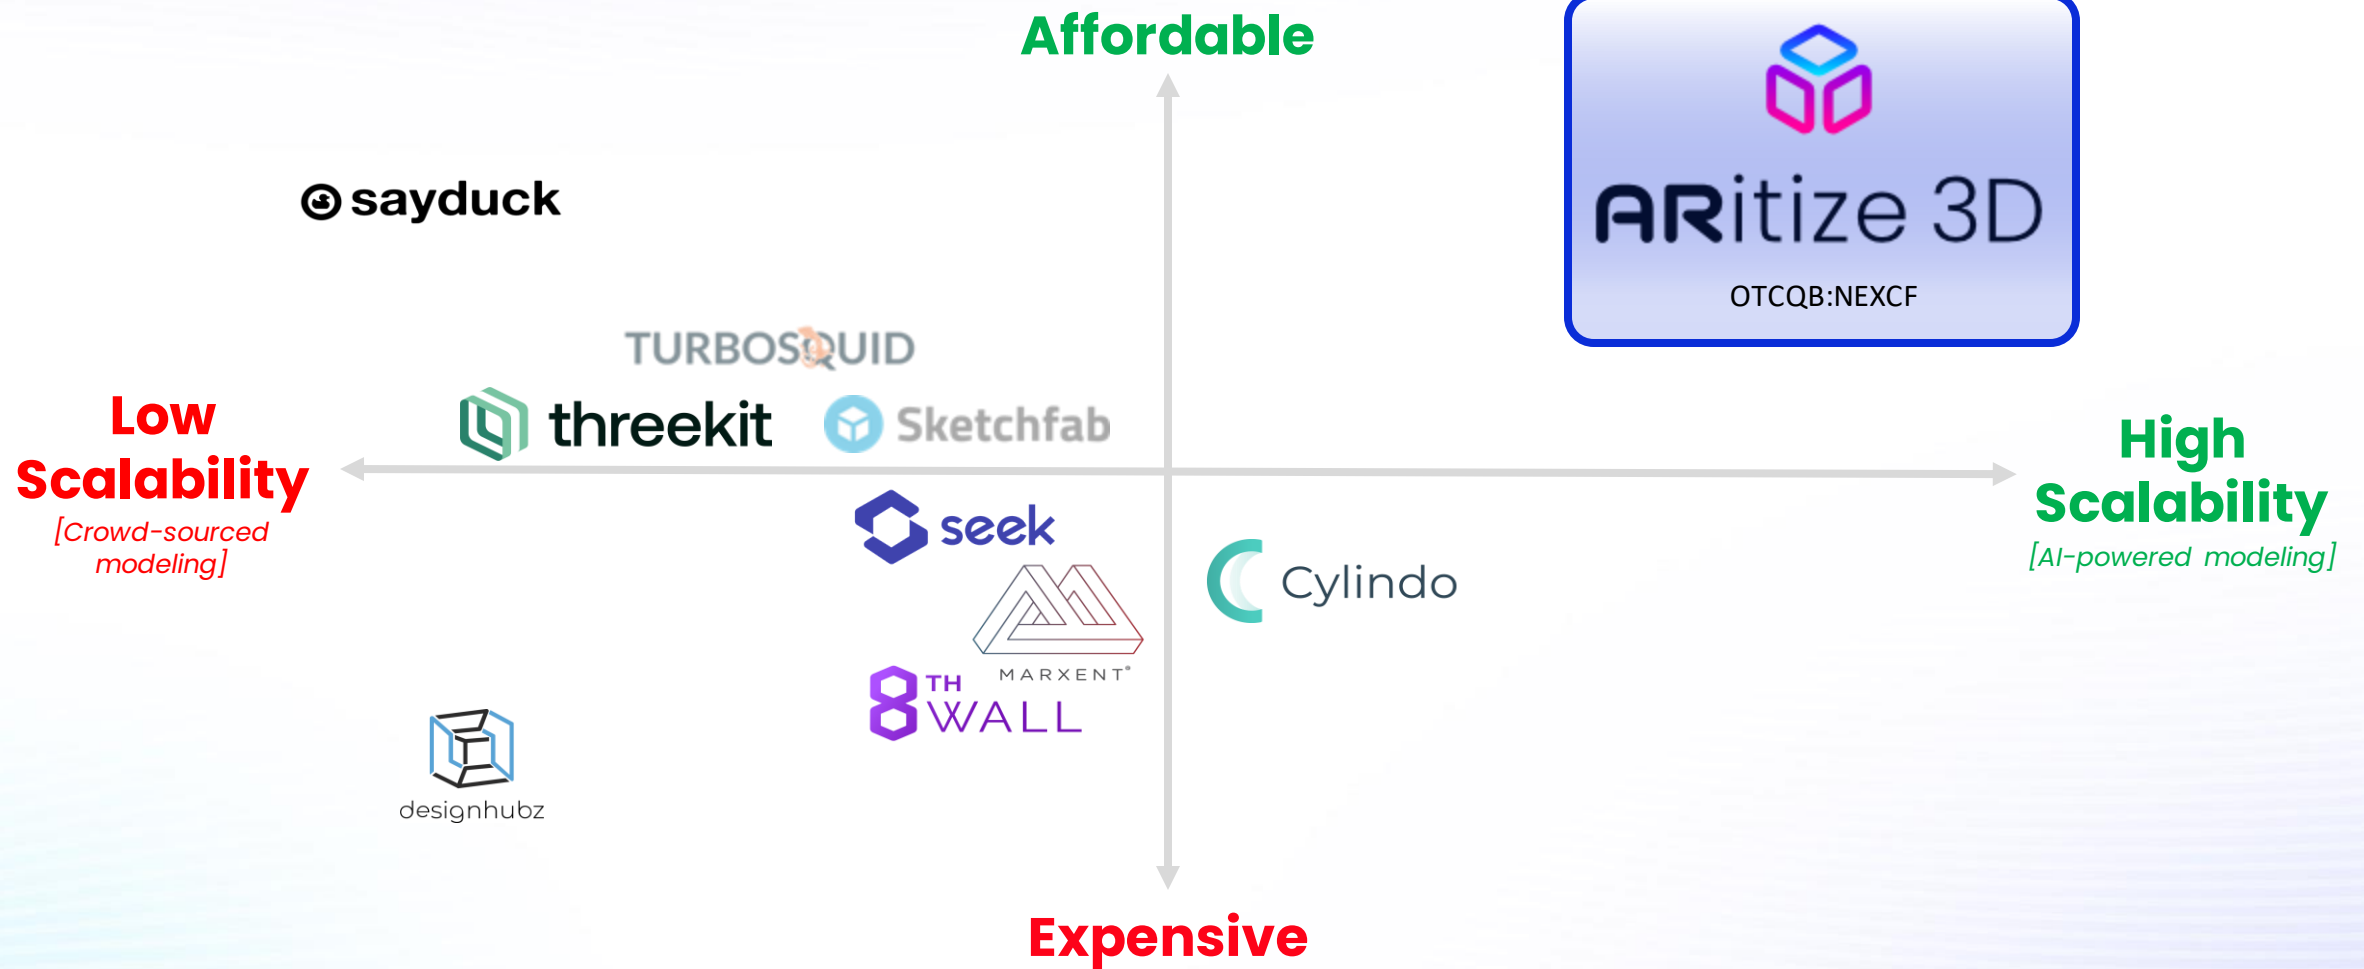 Affordable
ARitize 3D
OTCQB:NEXCF
sayduck
TURBOSQUID
threekit
Sketchfab
Low
Scalability
[Crowd-sourced
modeling]
High
Scalability
[AI-powered modeling]
seek
Cylindo
MARXENT®
8TH
WALL
designhubz
Expensive